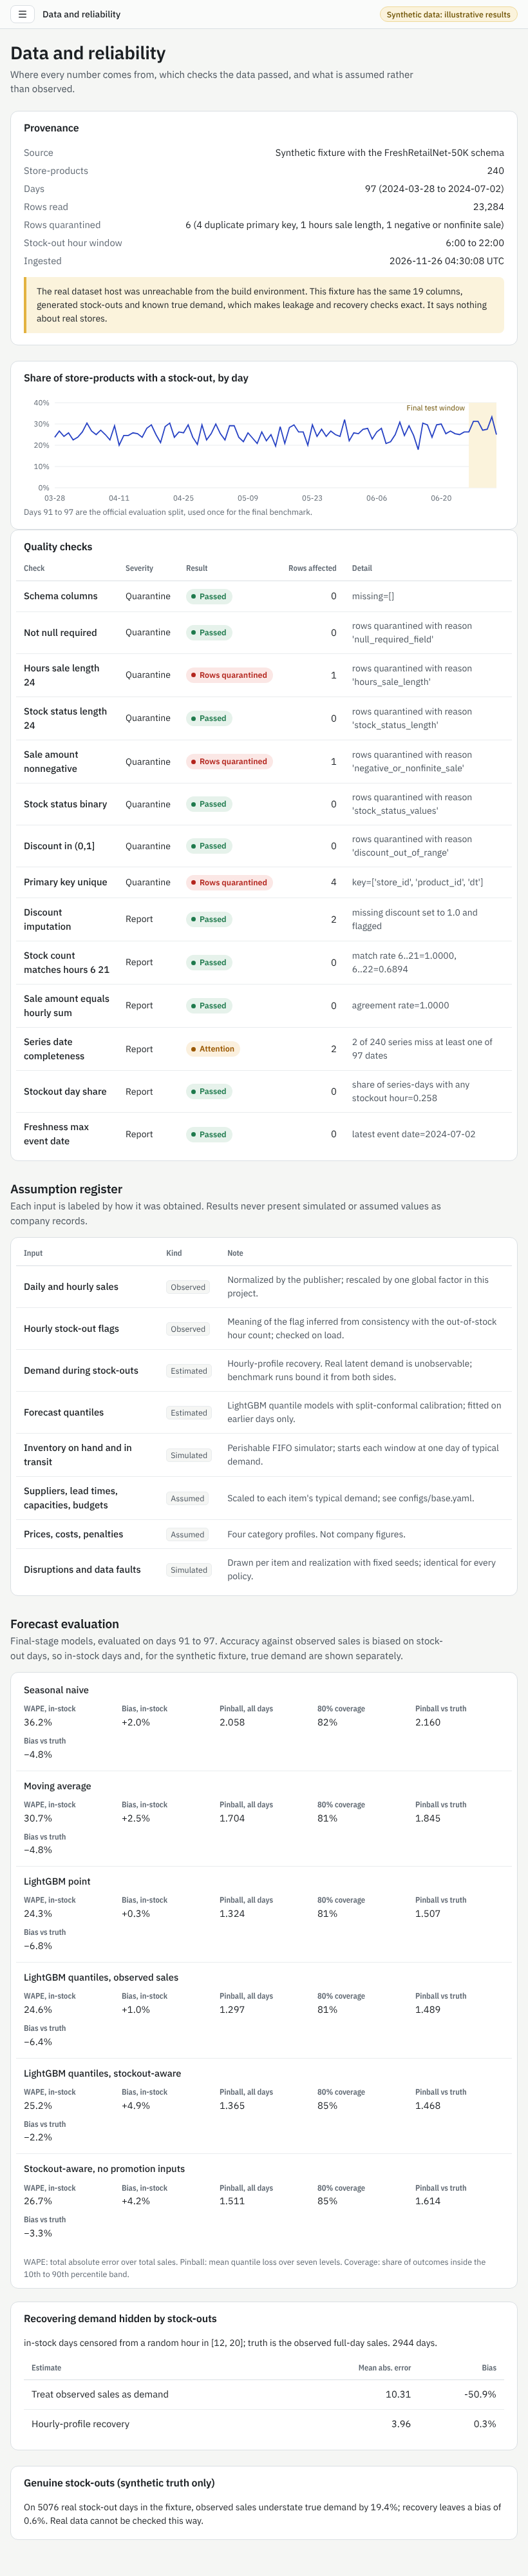 ☰ Data and reliability Synthetic data: illustrative results
Data and reliability
Where every number comes from, which checks the data passed, and what is assumed rather
than observed.
Provenance
Source Synthetic fixture with the FreshRetailNet-50K schema
Store-products 240
Days 97 (2024-03-28 to 2024-07-02)
Rows read 23,284
Rows quarantined 6 (4 duplicate primary key, 1 hours sale length, 1 negative or nonfinite sale)
Stock-out hour window 6:00 to 22:00
Ingested 2026-11-26 04:30:08 UTC
The real dataset host was unreachable from the build environment. This fixture has the same 19 columns,
generated stock-outs and known true demand, which makes leakage and recovery checks exact. It says nothing
about real stores.
Share of store-products with a stock-out, by day
40%
Final test window
30%
20%
10%
0%
03-28 04-11 04-25 05-09 05-23 06-06 06-20
Days 91 to 97 are the official evaluation split, used once for the final benchmark.
Quality checks
Check Severity Result Rows affected Detail
Schema columns Quarantine Passed 0 missing=[]
Not null required Quarantine Passed 0 rows quarantined with reason
'null_required_field'
Hours sale length
24 Quarantine Rows quarantined 1 rows quarantined with reason
'hours_sale_length'
Stock status length
24 Quarantine Passed 0 rows quarantined with reason
'stock_status_length'
Sale amount
nonnegative Quarantine Rows quarantined 1 rows quarantined with reason
'negative_or_nonfinite_sale'
Stock status binary Quarantine Passed 0 rows quarantined with reason
'stock_status_values'
Discount in (0,1] Quarantine Passed 0 rows quarantined with reason
'discount_out_of_range'
Primary key unique Quarantine Rows quarantined 4 key=['store_id', 'product_id', 'dt']
Discount
imputation Report Passed 2 missing discount set to 1.0 and
flagged
Stock count
matches hours 6 21 Report Passed 0 match rate 6..21=1.0000,
6..22=0.6894
Sale amount equals
hourly sum Report Passed 0 agreement rate=1.0000
Series date
completeness Report Attention 2 2 of 240 series miss at least one of
97 dates
Stockout day share Report Passed 0 share of series-days with any
stockout hour=0.258
Freshness max
event date Report Passed 0 latest event date=2024-07-02
Assumption register
Each input is labeled by how it was obtained. Results never present simulated or assumed values as
company records.
Input Kind Note
Daily and hourly sales Observed Normalized by the publisher; rescaled by one global factor in this
project.
Hourly stock-out flags Observed Meaning of the flag inferred from consistency with the out-of-stock
hour count; checked on load.
Demand during stock-outs Estimated Hourly-profile recovery. Real latent demand is unobservable;
benchmark runs bound it from both sides.
Forecast quantiles Estimated LightGBM quantile models with split-conformal calibration; fitted on
earlier days only.
Inventory on hand and in
transit Simulated Perishable FIFO simulator; starts each window at one day of typical
demand.
Suppliers, lead times,
capacities, budgets Assumed Scaled to each item's typical demand; see configs/base.yaml.
Prices, costs, penalties Assumed Four category profiles. Not company figures.
Disruptions and data faults Simulated Drawn per item and realization with fixed seeds; identical for every
policy.
Forecast evaluation
Final-stage models, evaluated on days 91 to 97. Accuracy against observed sales is biased on stock-
out days, so in-stock days and, for the synthetic fixture, true demand are shown separately.
Seasonal naive
WAPE, in-stock Bias, in-stock Pinball, all days 80% coverage Pinball vs truth
36.2% +2.0% 2.058 82% 2.160
Bias vs truth
−4.8%
Moving average
WAPE, in-stock Bias, in-stock Pinball, all days 80% coverage Pinball vs truth
30.7% +2.5% 1.704 81% 1.845
Bias vs truth
−4.8%
LightGBM point
WAPE, in-stock Bias, in-stock Pinball, all days 80% coverage Pinball vs truth
24.3% +0.3% 1.324 81% 1.507
Bias vs truth
−6.8%
LightGBM quantiles, observed sales
WAPE, in-stock Bias, in-stock Pinball, all days 80% coverage Pinball vs truth
24.6% +1.0% 1.297 81% 1.489
Bias vs truth
−6.4%
LightGBM quantiles, stockout-aware
WAPE, in-stock Bias, in-stock Pinball, all days 80% coverage Pinball vs truth
25.2% +4.9% 1.365 85% 1.468
Bias vs truth
−2.2%
Stockout-aware, no promotion inputs
WAPE, in-stock Bias, in-stock Pinball, all days 80% coverage Pinball vs truth
26.7% +4.2% 1.511 85% 1.614
Bias vs truth
−3.3%
WAPE: total absolute error over total sales. Pinball: mean quantile loss over seven levels. Coverage: share of outcomes inside the
10th to 90th percentile band.
Recovering demand hidden by stock-outs
in-stock days censored from a random hour in [12, 20]; truth is the observed full-day sales. 2944 days.
Estimate Mean abs. error Bias
Treat observed sales as demand 10.31 -50.9%
Hourly-profile recovery 3.96 0.3%
Genuine stock-outs (synthetic truth only)
On 5076 real stock-out days in the fixture, observed sales understate true demand by 19.4%; recovery leaves a bias of
0.6%. Real data cannot be checked this way.